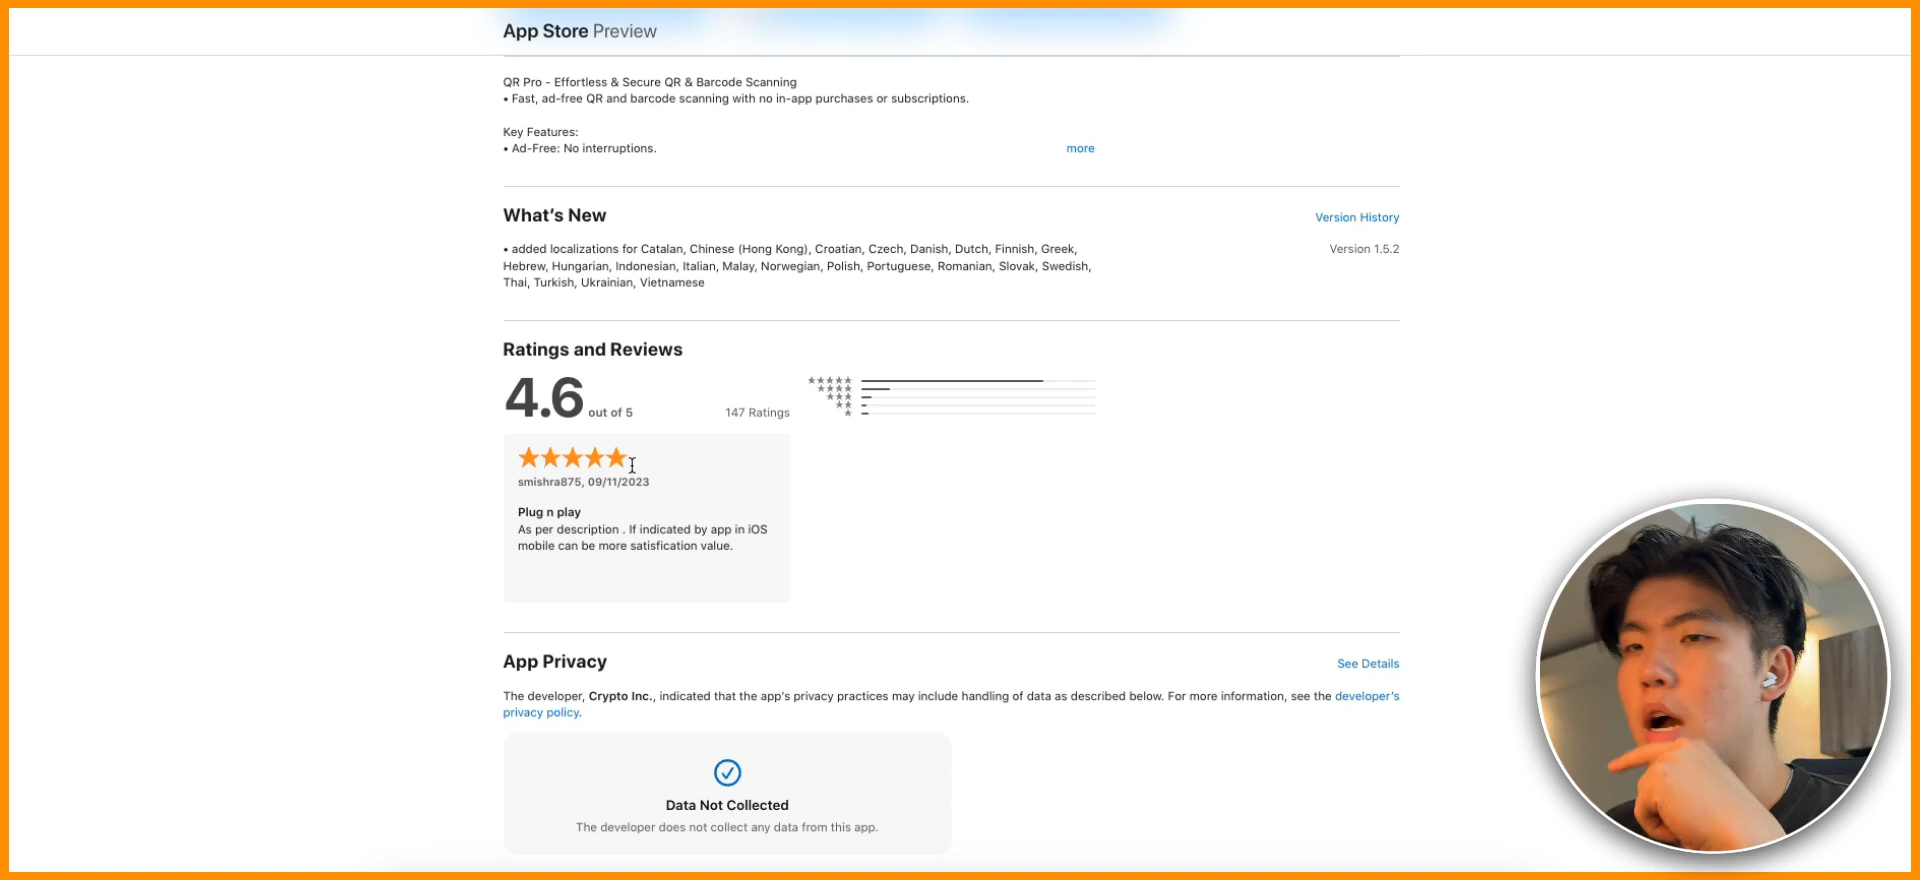 App Store Preview
QR Pro - Effortless & Secure QR & Barcode Scanning
• Fast, ad-free QR and barcode scanning with no in-app purchases or subscriptions.
Key Features:
• Ad-Free: No interruptions.
more
What's New
Version History
• added localizations for Catalan, Chinese (Hong Kong), Croatian, Czech, Danish, Dutch, Finnish, Greek,
Version 1.5.2
Hebrew, Hungarian, Indonesian, Italian, Malay, Norwegian, Polish, Portuguese, Romanian, Slovak, Swedish,
Thai, Turkish, Ukrainian, Vietnamese
Ratings and Reviews
4.6 out of 5
147 Ratings
smishra875, 09/11/2023
Plug n play
As per description . If indicated by app in iOS
mobile can be more satisfication value.
App Privacy
See Details
The developer, Crypto Inc., indicated that the app's privacy practices may include handling of data as described below. For more information, see the developer's
privacy policy.
Data Not Collected
The developer does not collect any data from this app.